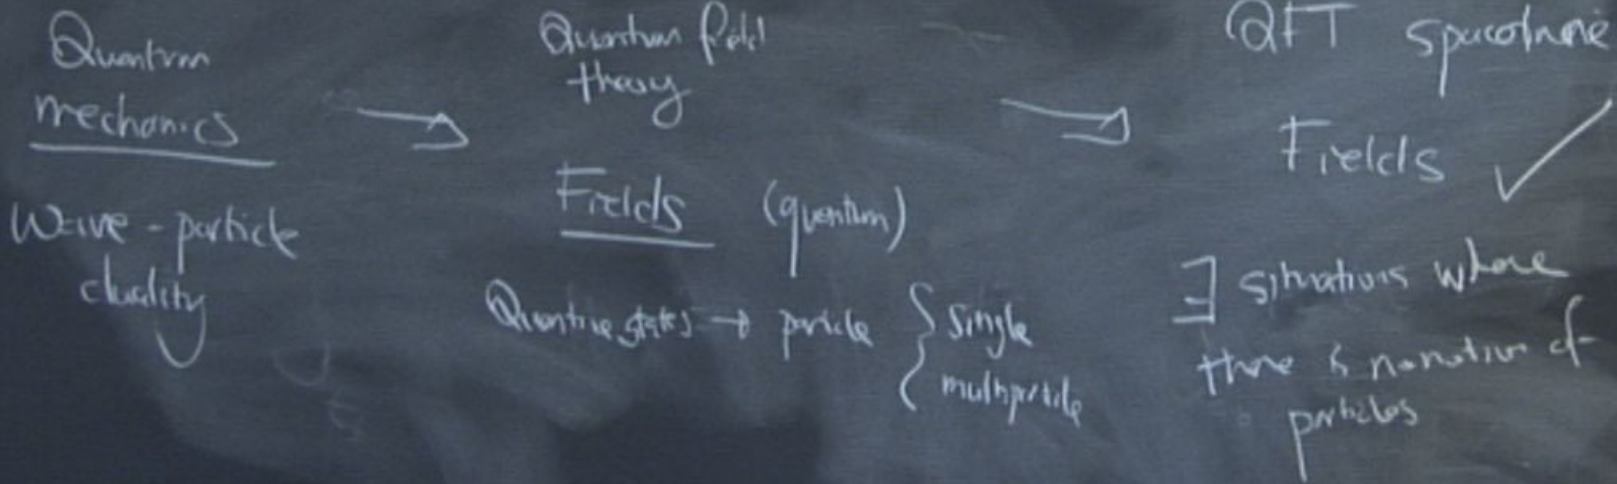 Quantum
mechanics
Wave - particle
duality
⇒
Quantum field
theory
Fields (quantum)
Quantum states → particle { single
multiparticle
⇒
QFT spacetime
Fields ✓
∃ situations where
there is no notion of
particles